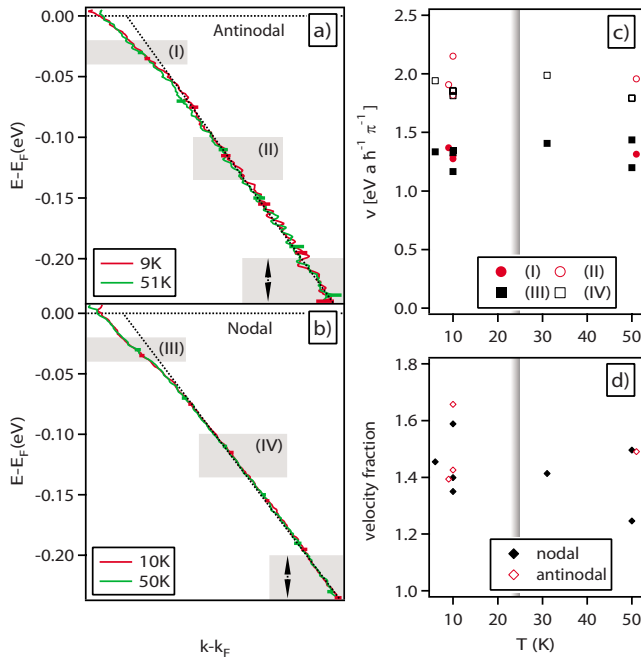 a)
Antinodal
0.00
-0.05
-0.10
-0.15
-0.20
E-E_F(eV)
(I)
(II)
9K
51K
b)
Nodal
0.00
-0.05
-0.10
-0.15
-0.20
E-E_F(eV)
(III)
(IV)
10K
50K
k-k_F
c)
2.5
2.0
1.5
1.0
0.5
0.0
v [eV a h⁻¹ π⁻¹]
(I) (II)
(III) (IV)
0 10 20 30 40 50
d)
1.8
1.6
1.4
1.2
1.0
velocity fraction
nodal
antinodal
0 10 20 30 40 50
T (K)